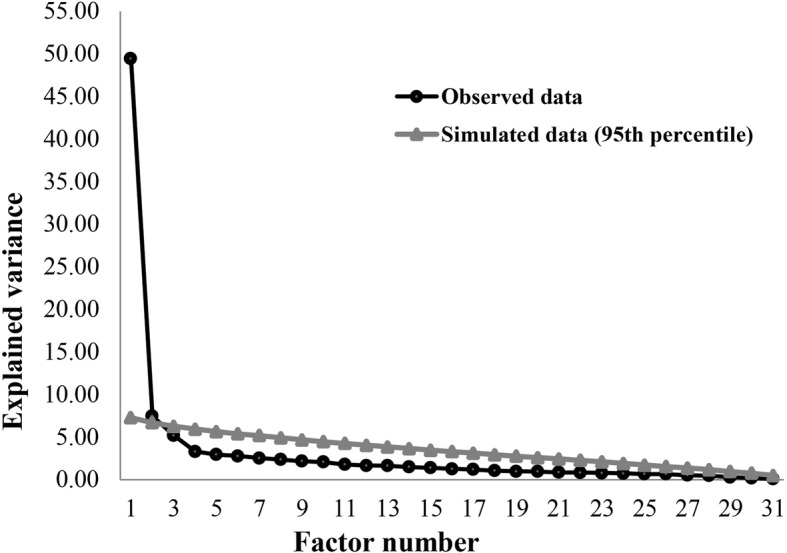 55.00
50.00
45.00
40.00
35.00
30.00
25.00
20.00
15.00
10.00
5.00
0.00
Explained variance
Observed data
Simulated data (95th percentile)
1 3 5 7 9 11 13 15 17 19 21 23 25 27 29 31
Factor number